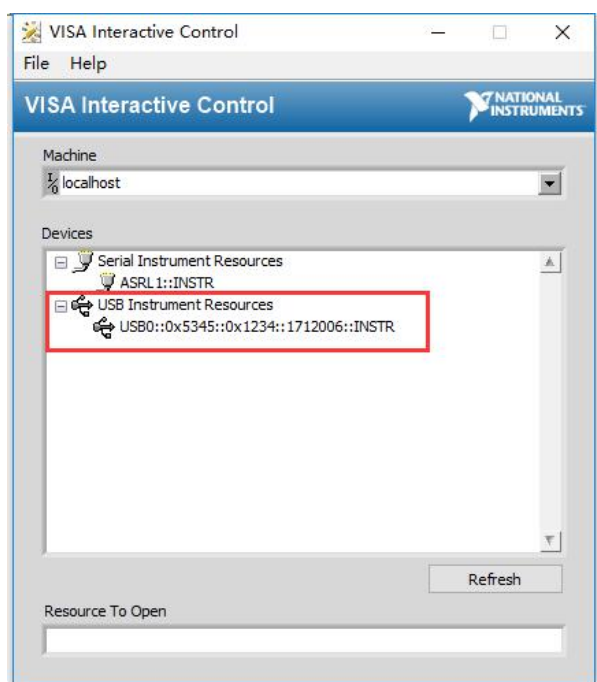 VISA Interactive Control
File Help
VISA Interactive Control
NATIONAL
INSTRUMENTS
Machine
I/0 localhost
Devices
Serial Instrument Resources
ASRL1::INSTR
USB Instrument Resources
USB0::0x5345::0x1234::1712006::INSTR
Refresh
Resource To Open